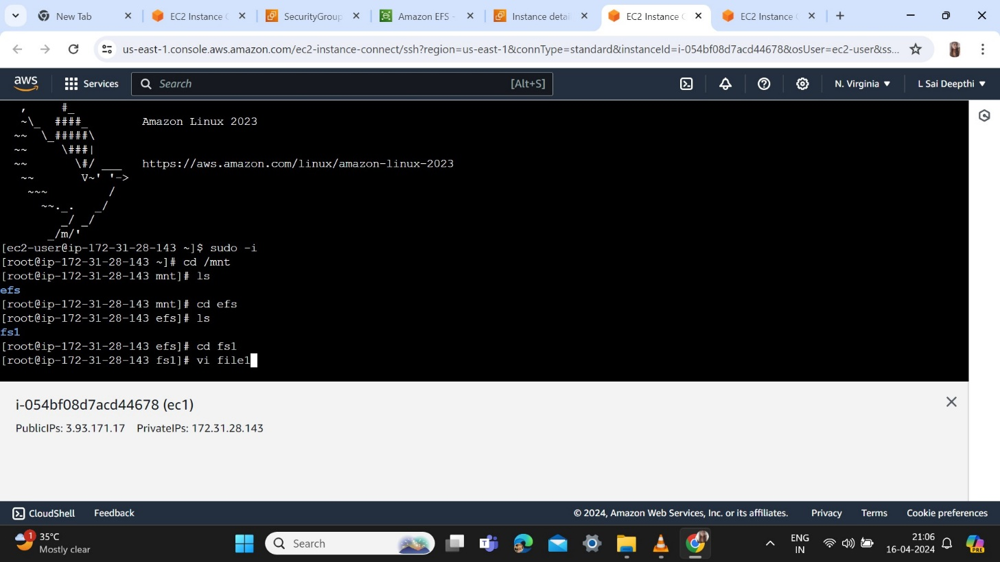 New Tab
EC2 Instance
SecurityGroup
Amazon EFS -
Instance detai
EC2 Instance
EC2 Instance
us-east-1.console.aws.amazon.com/ec2-instance-connect/ssh?region=us-east-1&connType=standard&instanceId=i-054bf08d7acd44678&osUser=ec2-user&ss...
aws
Services
Search
[Alt+S]
N. Virginia
L Sai Deepthi
   ,     #_
   ~\_  ####_        Amazon Linux 2023
  ~~  \_#####\
  ~~     \###|
  ~~       \#/ ___   https://aws.amazon.com/linux/amazon-linux-2023
   ~~       V~' '->
    ~~~         /
      ~~._.   _/
         _/ _/
       _/m/'
[ec2-user@ip-172-31-28-143 ~]$ sudo -i
[root@ip-172-31-28-143 ~]# cd /mnt
[root@ip-172-31-28-143 mnt]# ls
efs
[root@ip-172-31-28-143 mnt]# cd efs
[root@ip-172-31-28-143 efs]# ls
fs1
[root@ip-172-31-28-143 efs]# cd fs1
[root@ip-172-31-28-143 fs1]# vi file1
i-054bf08d7acd44678 (ec1)
PublicIPs: 3.93.171.17 PrivateIPs: 172.31.28.143
CloudShell
Feedback
© 2024, Amazon Web Services, Inc. or its affiliates.
Privacy
Terms
Cookie preferences
1
35°C
Mostly clear
Search
ENG
IN
21:06
16-04-2024
PRE